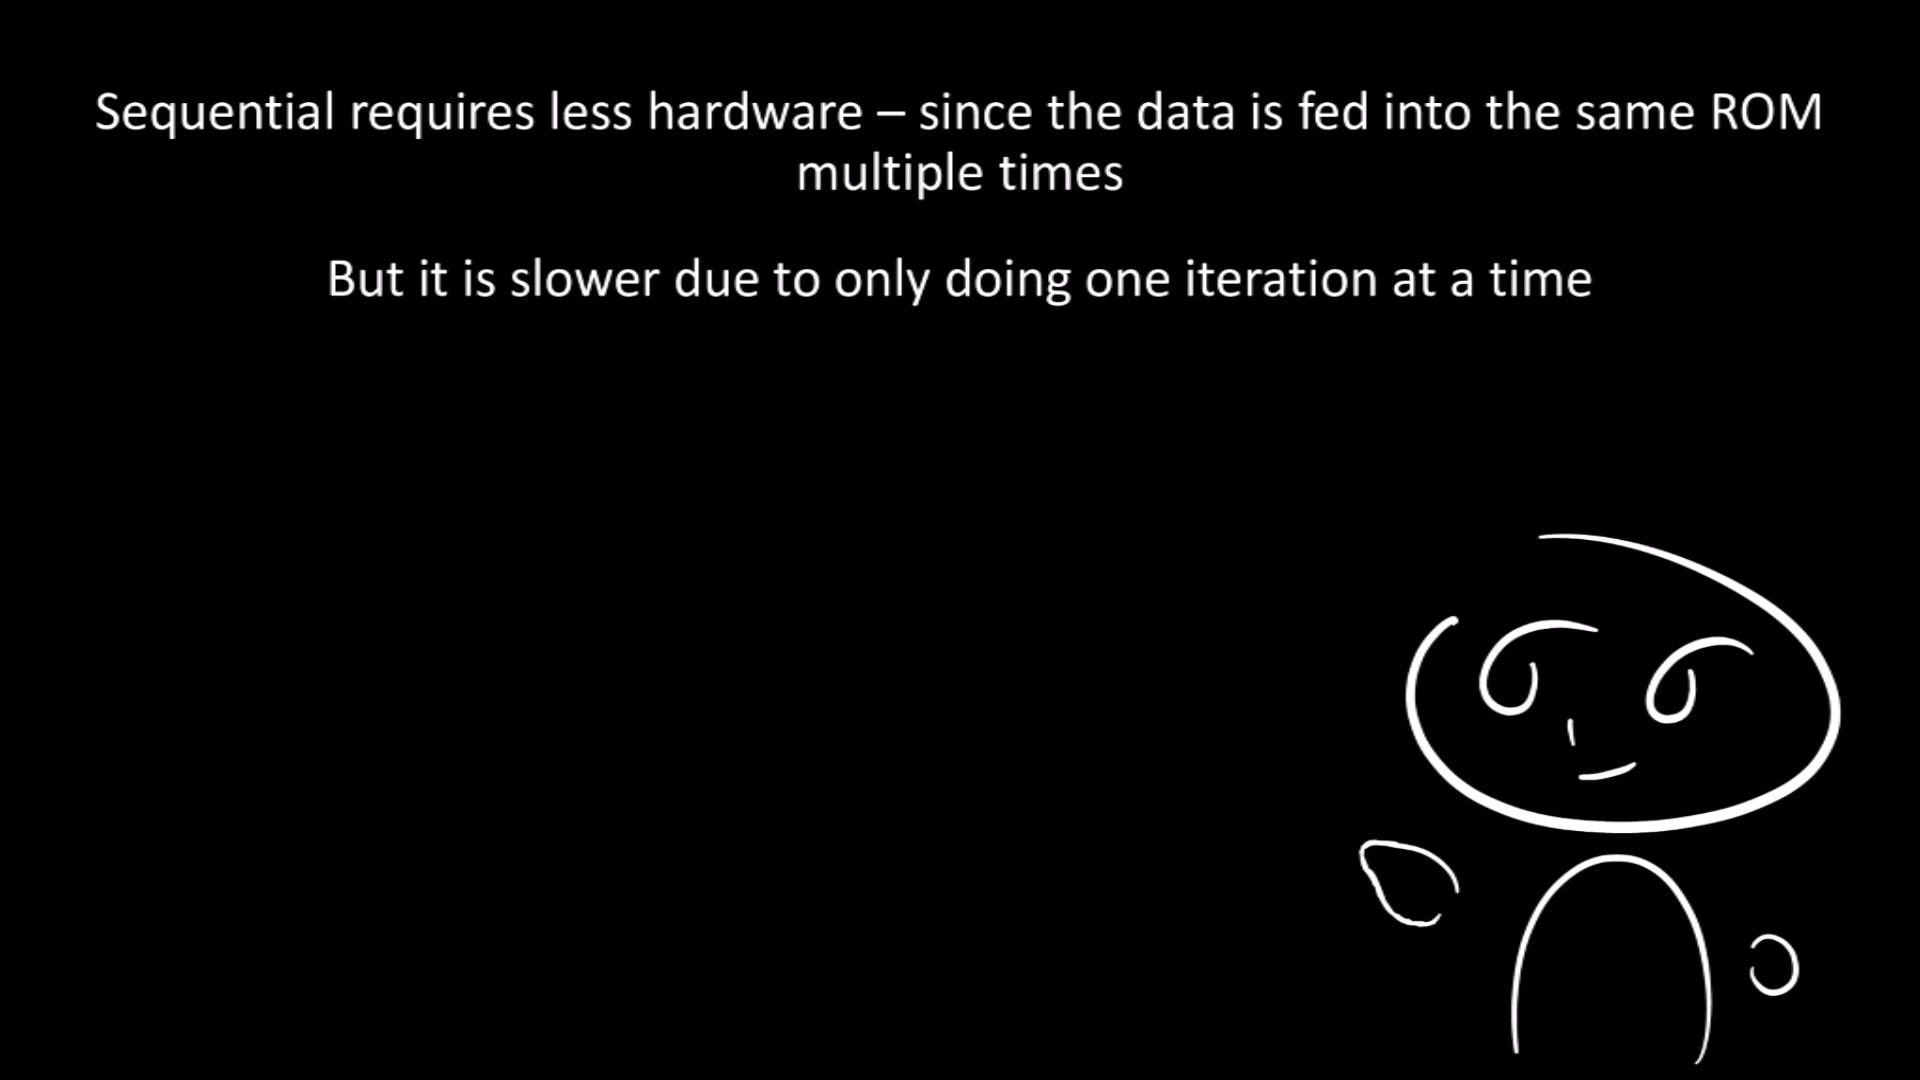 Sequential requires less hardware – since the data is fed into the same ROM
multiple times
But it is slower due to only doing one iteration at a time